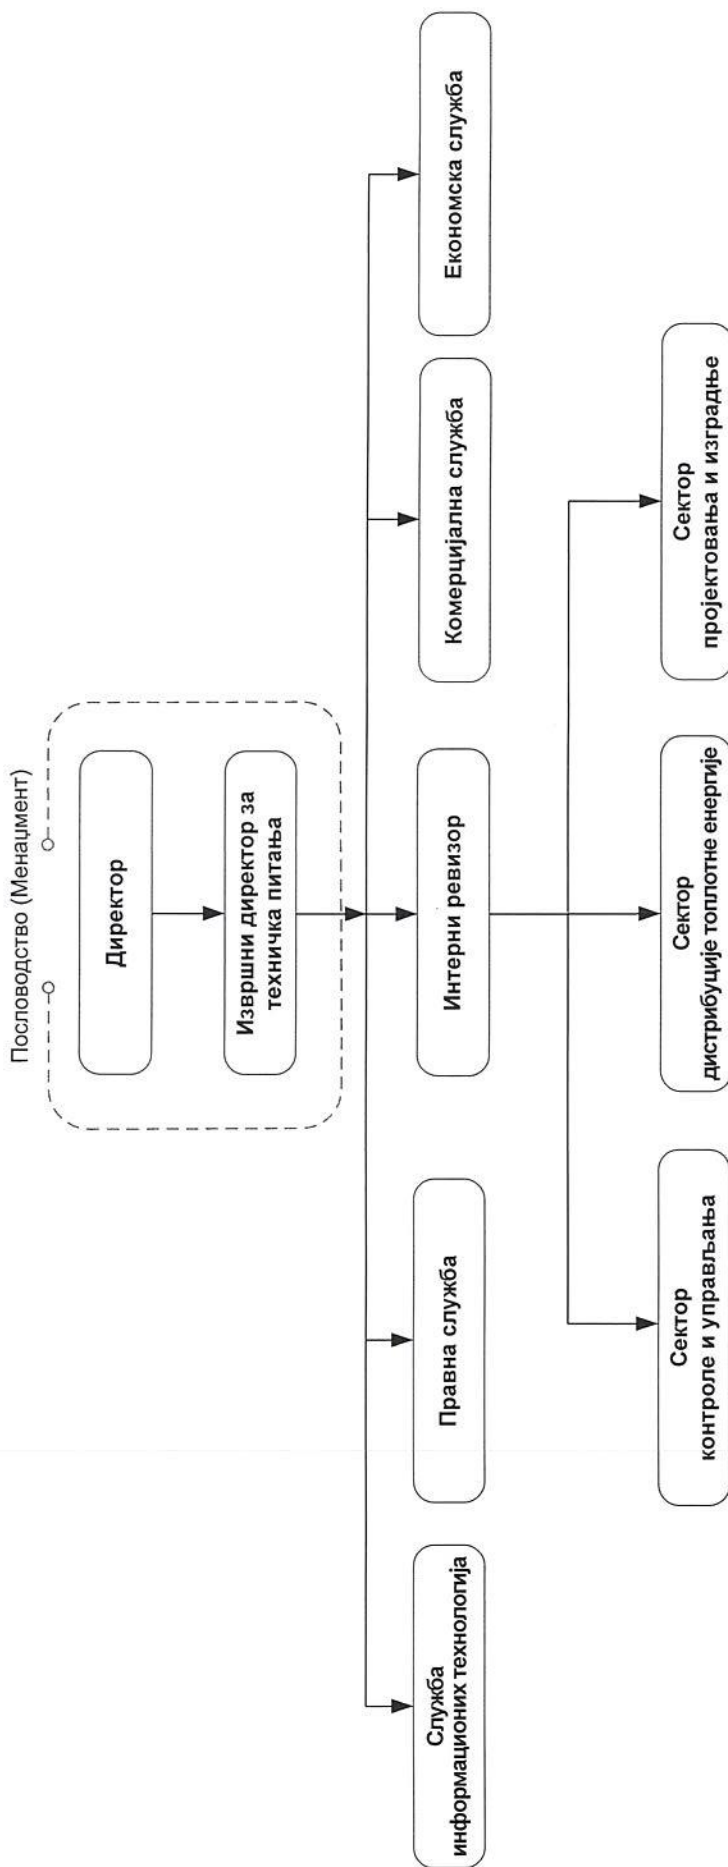 Пословодство (Менаџмент)
Директор
Извршни директор за
техничка питања
Служба
информационих технологија
Правна служба
Интерни ревизор
Комерцијална служба
Економска служба
Сектор
контроле и управљања
Сектор
дистрибуције топлотне енергије
Сектор
пројектовања и изградње